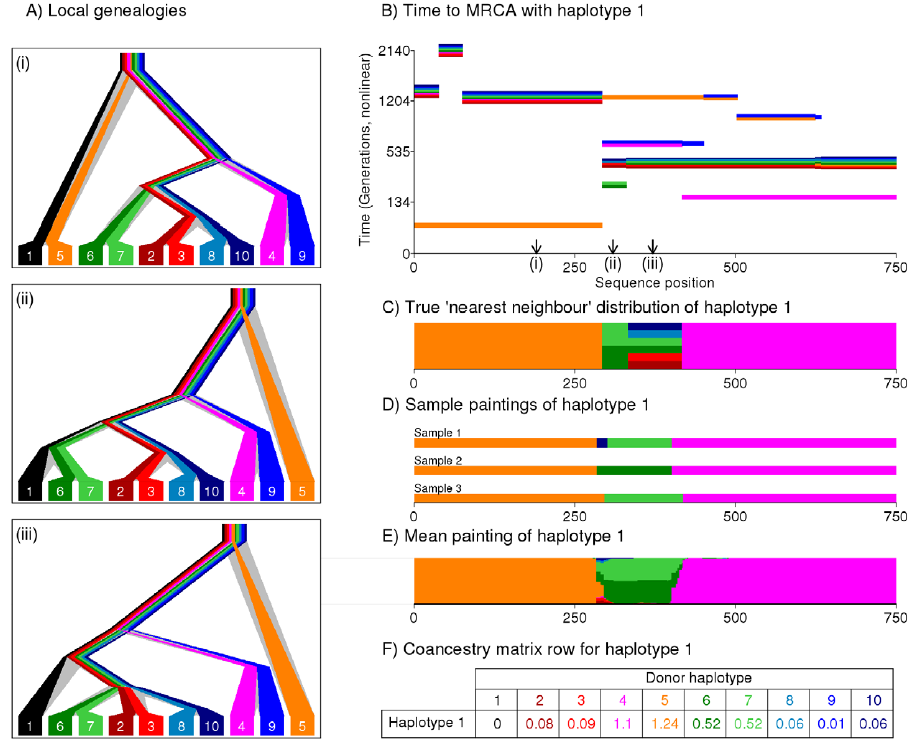 A) Local genealogies
(i)
1 5 6 7 2 3 8 10 4 9
(ii)
1 6 7 2 3 8 10 4 9 5
(iii)
1 6 7 2 3 8 10 4 9 5
B) Time to MRCA with haplotype 1
Time (Generations, nonlinear)
2140
1204
535
134
0
(i) (ii) (iii)
0 250 500 750
Sequence position
C) True 'nearest neighbour' distribution of haplotype 1
0 250 500 750
D) Sample paintings of haplotype 1
Sample 1
Sample 2
Sample 3
0 250 500 750
E) Mean painting of haplotype 1
0 250 500 750
F) Coancestry matrix row for haplotype 1
Donor haplotype
1 2 3 4 5 6 7 8 9 10
Haplotype 1 0 0.08 0.09 1.1 1.24 0.52 0.52 0.06 0.01 0.06